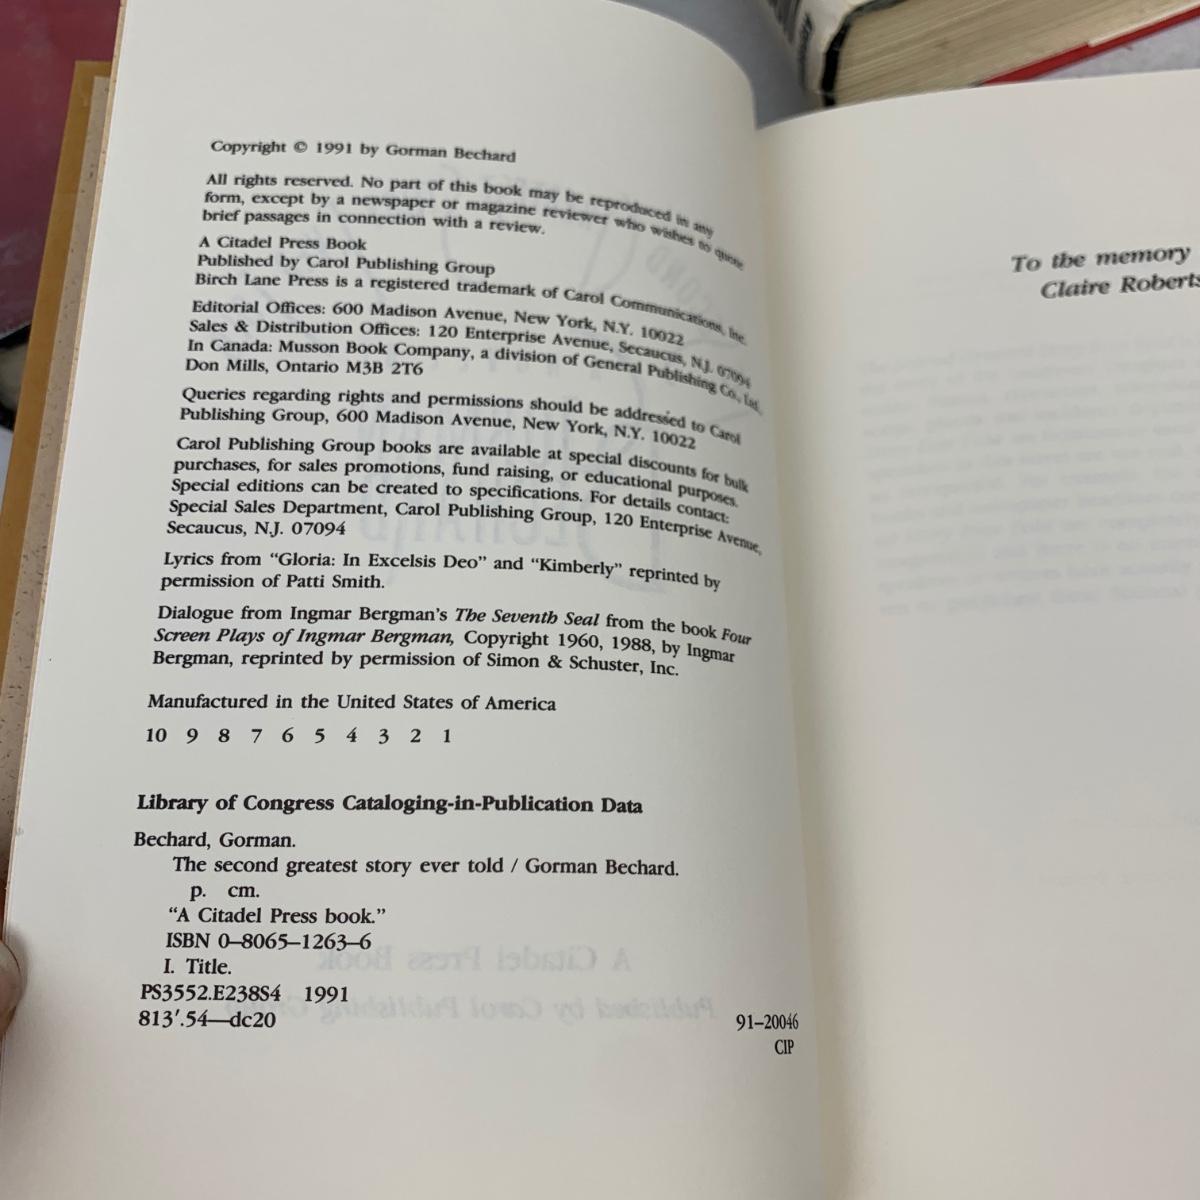 Copyright © 1991 by Gorman Bechard
All rights reserved. No part of this book may be reproduced in any
form, except by a newspaper or magazine reviewer who wishes to quote
brief passages in connection with a review.
A Citadel Press Book
Published by Carol Publishing Group
Birch Lane Press is a registered trademark of Carol Communications, Inc.
Editorial Offices: 600 Madison Avenue, New York, N.Y. 10022
Sales & Distribution Offices: 120 Enterprise Avenue, Secaucus, N.J. 07094
In Canada: Musson Book Company, a division of General Publishing Co., Ltd.
Don Mills, Ontario M3B 2T6
Queries regarding rights and permissions should be addressed to Carol
Publishing Group, 600 Madison Avenue, New York, N.Y. 10022
Carol Publishing Group books are available at special discounts for bulk
purchases, for sales promotions, fund raising, or educational purposes.
Special editions can be created to specifications. For details contact:
Special Sales Department, Carol Publishing Group, 120 Enterprise Avenue,
Secaucus, N.J. 07094
Lyrics from “Gloria: In Excelsis Deo” and “Kimberly” reprinted by
permission of Patti Smith.
Dialogue from Ingmar Bergman’s The Seventh Seal from the book Four
Screen Plays of Ingmar Bergman, Copyright 1960, 1988, by Ingmar
Bergman, reprinted by permission of Simon & Schuster, Inc.
Manufactured in the United States of America
10 9 8 7 6 5 4 3 2 1
Library of Congress Cataloging-in-Publication Data
Bechard, Gorman.
The second greatest story ever told / Gorman Bechard.
p. cm.
“A Citadel Press book.”
ISBN 0–8065–1263–6
I. Title.
PS3552.E238S4 1991
813′.54—dc20
91–20046
CIP
To the memory
Claire Roberts